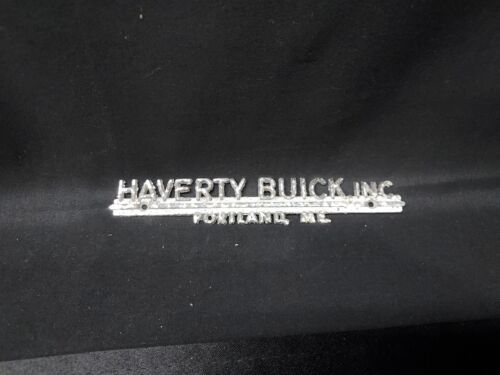 HAVERTY BUICK INC
PORTLAND, ME.